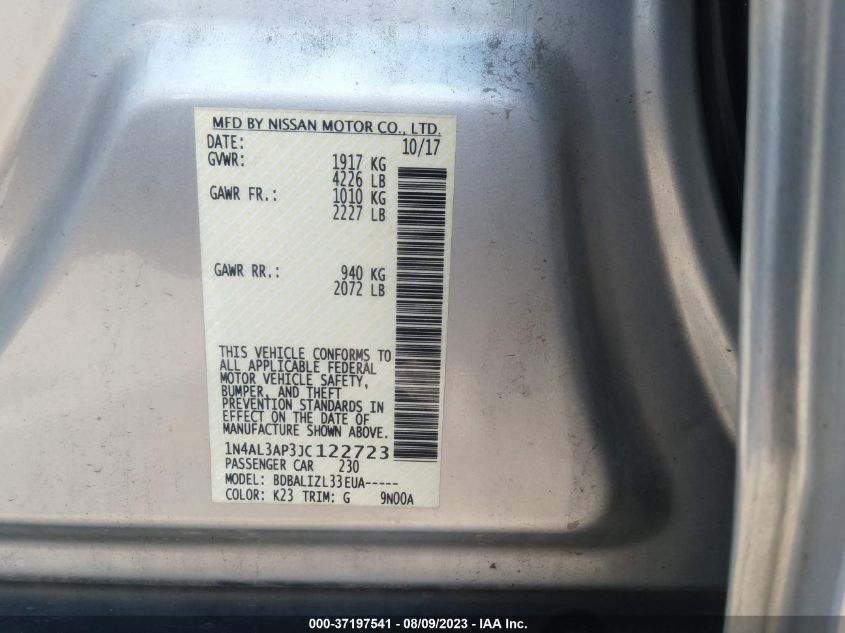 MFD BY NISSAN MOTOR CO., LTD.
DATE: 10/17
GVWR: 1917 KG
4226 LB
GAWR FR.: 1010 KG
2227 LB
GAWR RR.: 940 KG
2072 LB
THIS VEHICLE CONFORMS TO
ALL APPLICABLE FEDERAL
MOTOR VEHICLE SAFETY,
BUMPER, AND THEFT
PREVENTION STANDARDS IN
EFFECT ON THE DATE OF
MANUFACTURE SHOWN ABOVE.
1N4AL3AP3JC122723
PASSENGER CAR 230
MODEL: BDBALIZL33EUA-----
COLOR: K23 TRIM: G 9N00A
000-37197541 - 08/09/2023 - IAA Inc.